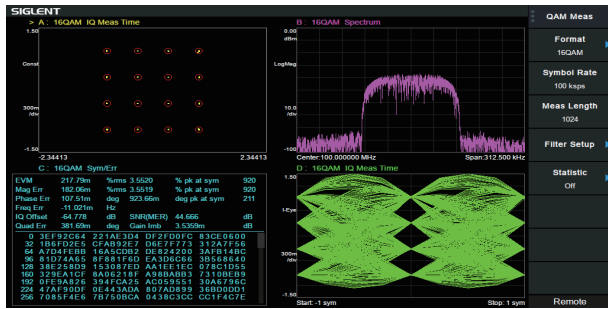 SIGLENT
> A : 16QAM IQ Meas Time
1.50
Const
300m
/div
-1.50
-2.34413
2.34413
B : 16QAM Spectrum
0.00
dBm
LogMag
10.0
/div
-100
Center:100.000000 MHz
Span:312.500 kHz
C : 16QAM Sym/Err
EVM 217.79m %rms 3.5520 % pk at sym 920
Mag Err 182.06m %rms 3.5519 % pk at sym 920
Phase Err 107.51m deg 923.66m deg pk at sym 211
Freq Err -11.021m Hz
IQ Offset -64.778 dB SNR(MER) 44.666 dB
Quad Err 381.69m deg Gain Imb 3.5359m dB
0 3EF92C64 221AE3D4 DF2FD0FC 83CE0600
32 1B6FD2E5 CFAB92E7 D6E7F773 312A7F56
64 A7D4FEBB 16A5CDB2 DE824200 3AFB14BC
96 81D74A65 8F881F6D EA3D6C66 3B568640
128 38E258D9 153087ED AA1EE1EC 078C1D55
160 329EA1CF 8A06218F A98BABB3 7310BEB9
192 0FE9A826 394FCA25 AC059551 30A6796C
224 47AF90DF 0E443ADA 807AD899 36BD0DD1
256 7085F4E6 7B750BCA 0438C3CC CC1F4C7E
D : 16QAM IQ Meas Time
1.50
I-Eye
300m
/div
-1.50
Start: -1 sym
Stop: 1 sym
QAM Meas
Format
16QAM
Symbol Rate
100 ksps
Meas Length
1024
Filter Setup
Statistic
Off
Remote